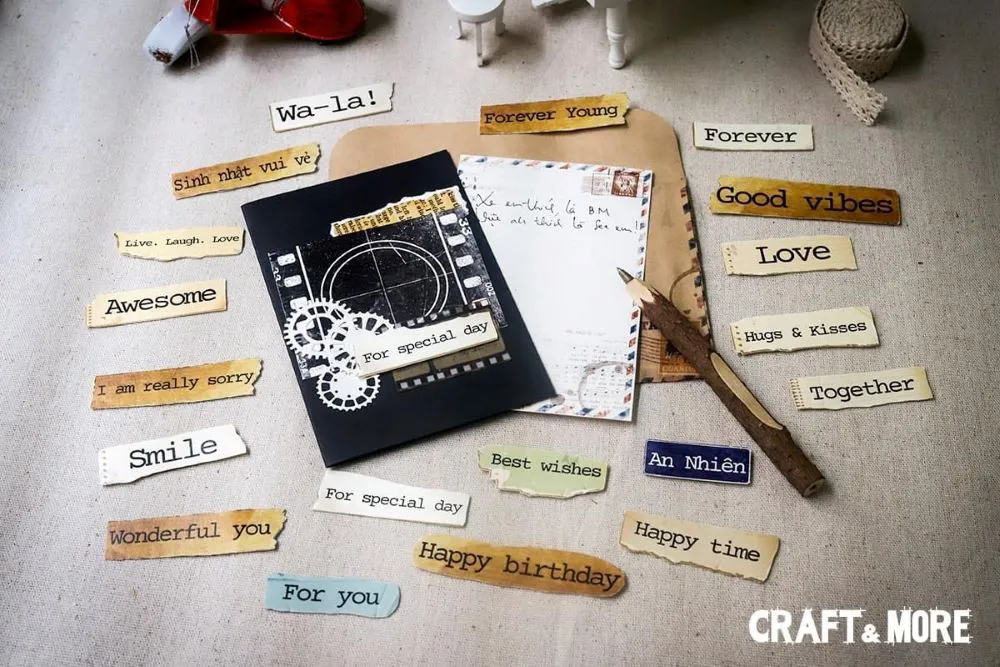 Wa-la!
Forever Young
Forever
Sinh nhật vui vẻ
Good vibes
Live. Laugh. Love
Love
Awesome
Hugs & Kisses
For special day
I am really sorry
Together
Smile
Best wishes
An Nhiên
For special day
Wonderful you
Happy time
Happy birthday
For you
CRAFT & MORE